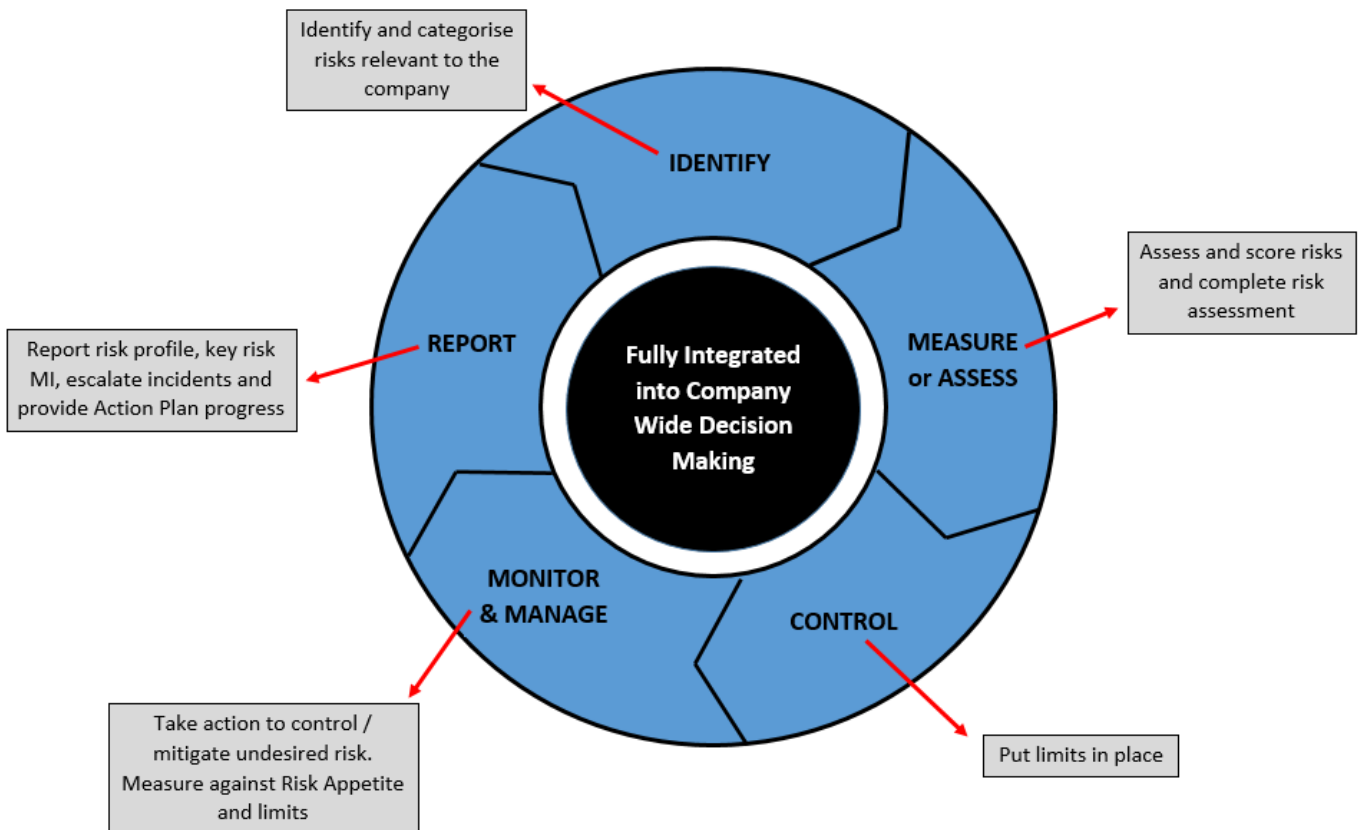 Identify and categorise
risks relevant to the
company
IDENTIFY
Assess and score risks
and complete risk
assessment
MEASURE
or ASSESS
REPORT
Report risk profile, key risk
MI, escalate incidents and
provide Action Plan progress
Fully Integrated
into Company
Wide Decision
Making
MONITOR
& MANAGE
CONTROL
Take action to control /
mitigate undesired risk.
Measure against Risk Appetite
and limits
Put limits in place